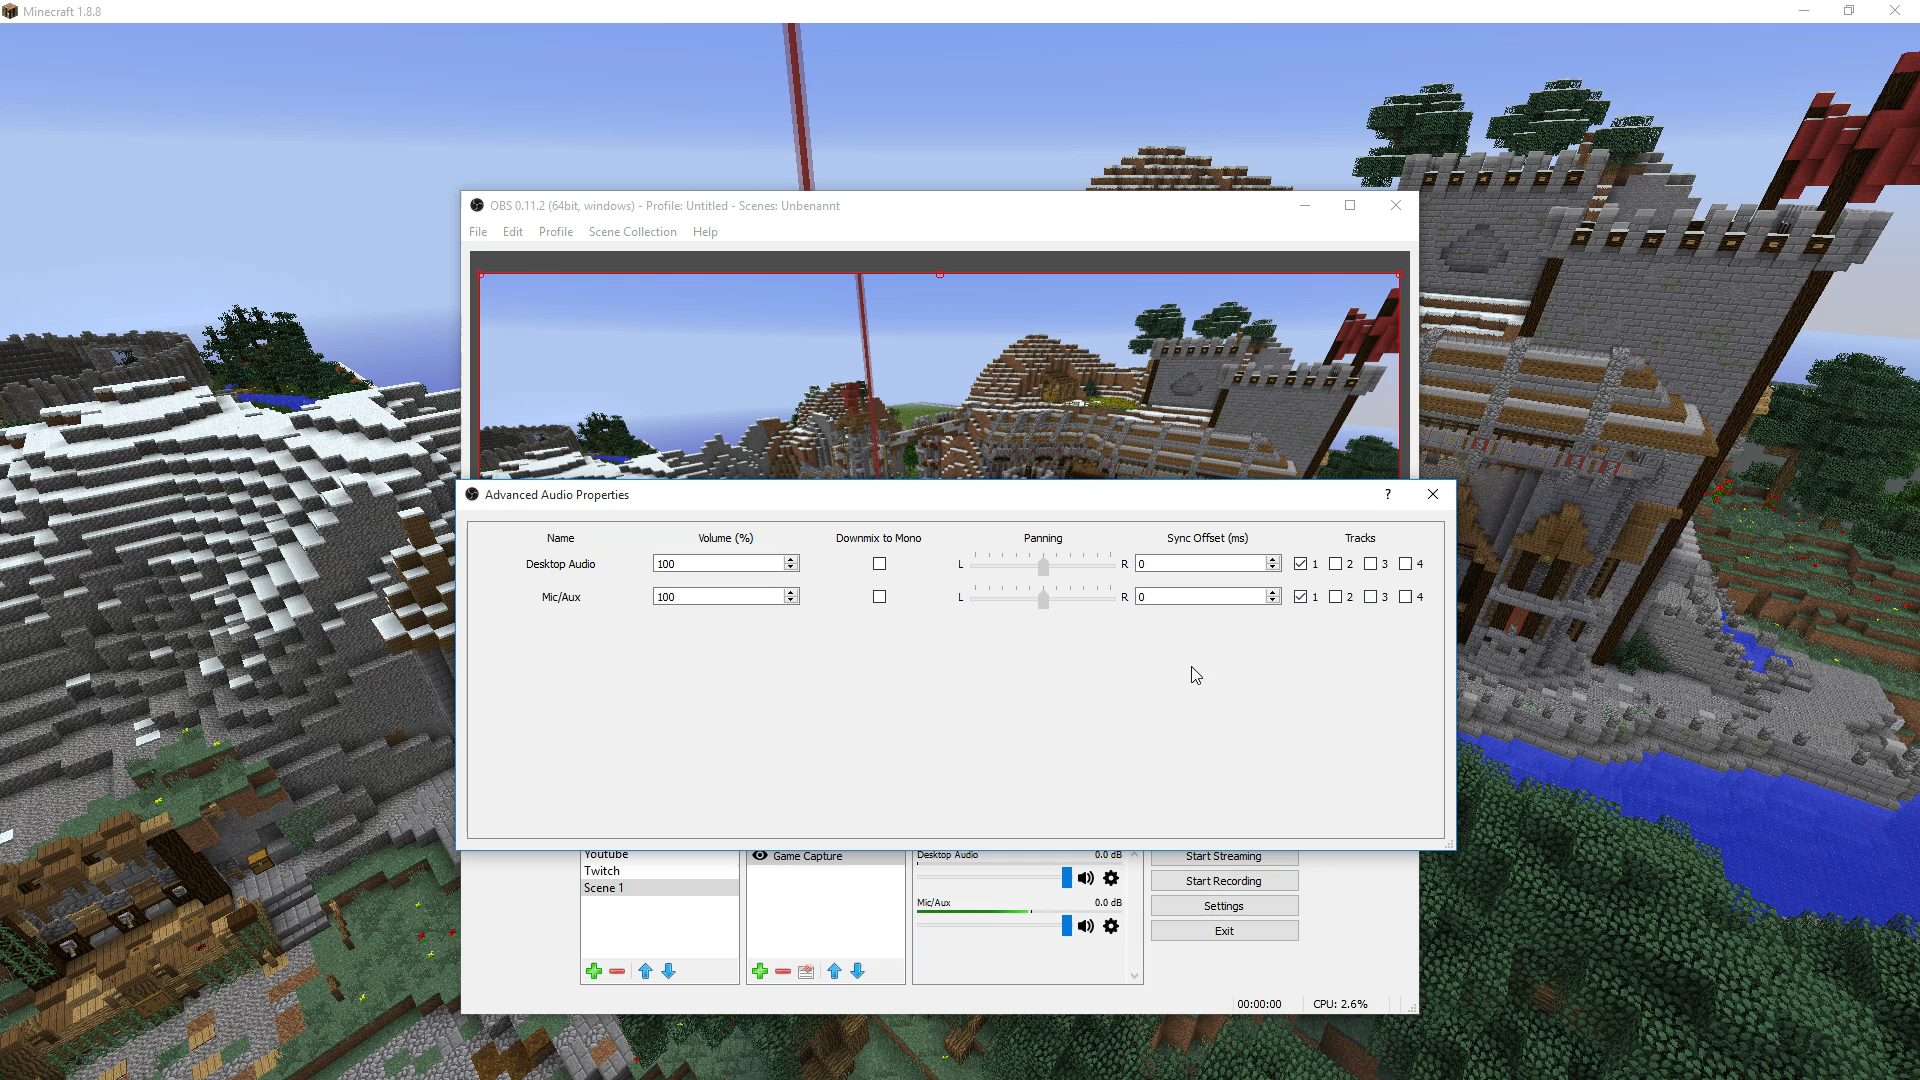 Minecraft 1.8.8
OBS 0.11.2 (64bit, windows) - Profile: Untitled - Scenes: Unbenannt
File Edit Profile Scene Collection Help
Advanced Audio Properties ?
Name Volume (%) Downmix to Mono Panning Sync Offset (ms) Tracks
Desktop Audio 100 L R 0 1 2 3 4
Mic/Aux 100 L R 0 1 2 3 4
Youtube
Twitch
Scene 1
Game Capture
Desktop Audio 0.0 dB
Mic/Aux 0.0 dB
Start Streaming
Start Recording
Settings
Exit
00:00:00 CPU: 2.6%